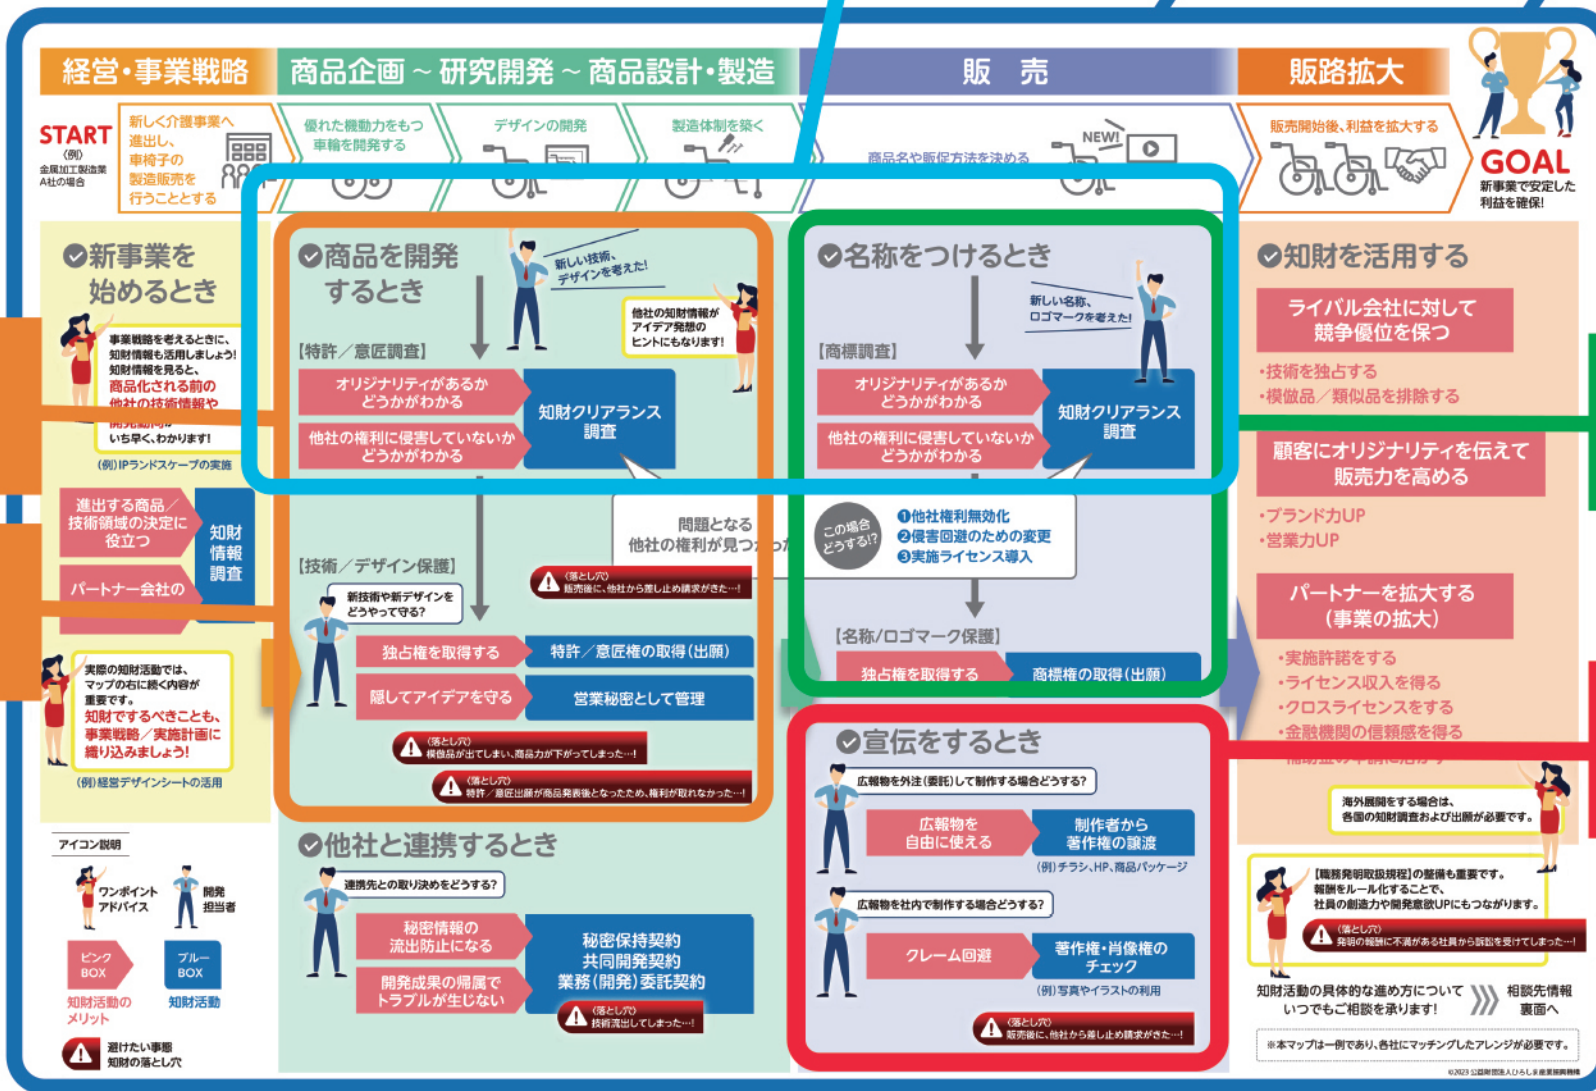 経営・事業戦略
商品企画 ~ 研究開発 ~ 商品設計・製造
販 売
販路拡大
START
(例)
金属加工製造業
A社の場合
新しく介護事業へ
進出し、
車椅子の
製造販売を
行うこととする
優れた機動力をもつ
車輪を開発する
デザインの開発
製造体制を築く
商品名や販促方法を決める
NEW!
販売開始後、利益を拡大する
GOAL
新事業で安定した
利益を確保!
新事業を
始めるとき
事業戦略を考えるときに、
知財情報も活用しましょう!
知財情報を見ると、
商品化される前の
他社の技術情報や
開発動向が
いち早く、わかります!
(例)IPランドスケープの実施
進出する商品/
技術領域の決定に
役立つ
パートナー会社の
知財
情報
調査
実際の知財活動では、
マップの右に続く内容が
重要です。
知財でするべきことも、
事業戦略/実施計画に
織り込みましょう!
(例)経営デザインシートの活用
アイコン説明
ワンポイント
アドバイス
開発
担当者
ピンク
BOX
知財活動の
メリット
ブルー
BOX
知財活動
避けたい事態
知財の落とし穴
商品を開発
するとき
新しい技術、
デザインを考えた!
他社の知財情報が
アイデア発想の
ヒントにもなります!
【特許/意匠調査】
オリジナリティがあるか
どうかがわかる
他社の権利に侵害していないか
どうかがわかる
知財クリアランス
調査
問題となる
他社の権利が見つかった
この場合
どうする!?
❶他社権利無効化
❷侵害回避のための変更
❸実施ライセンス導入
【技術/デザイン保護】
〈落とし穴〉
販売後に、他社から差し止め請求がきた…!
新技術や新デザインを
どうやって守る?
独占権を取得する
特許/意匠権の取得(出願)
隠してアイデアを守る
営業秘密として管理
〈落とし穴〉
模倣品が出てしまい、商品力が下がってしまった…!
〈落とし穴〉
特許/意匠出願が商品発表後となったため、権利が取れなかった…!
他社と連携するとき
連携先との取り決めをどうする?
秘密情報の
流出防止になる
開発成果の帰属で
トラブルが生じない
秘密保持契約
共同開発契約
業務(開発)委託契約
〈落とし穴〉
技術流出してしまった…!
名称をつけるとき
新しい名称、
ロゴマークを考えた!
【商標調査】
オリジナリティがあるか
どうかがわかる
他社の権利に侵害していないか
どうかがわかる
知財クリアランス
調査
【名称/ロゴマーク保護】
独占権を取得する
商標権の取得(出願)
宣伝をするとき
広報物を外注(委託)して制作する場合どうする?
広報物を
自由に使える
制作者から
著作権の譲渡
(例)チラシ、HP、商品パッケージ
広報物を社内で制作する場合どうする?
クレーム回避
著作権・肖像権の
チェック
(例)写真やイラストの利用
〈落とし穴〉
販売後に、他社から差し止め請求がきた…!
知財を活用する
ライバル会社に対して
競争優位を保つ
・技術を独占する
・模倣品/類似品を排除する
顧客にオリジナリティを伝えて
販売力を高める
・ブランド力UP
・営業力UP
パートナーを拡大する
(事業の拡大)
・実施許諾をする
・ライセンス収入を得る
・クロスライセンスをする
・金融機関の信頼感を得る
海外展開をする場合は、
各国の知財調査および出願が必要です。
【職務発明取扱規程】の整備も重要です。
報酬をルール化することで、
社員の創造力や開発意欲UPにもつながります。
〈落とし穴〉
発明の報酬に不満がある社員から訴訟を受けてしまった…!
知財活動の具体的な進め方について
いつでもご相談を承ります!
相談先情報
裏面へ
※本マップは一例であり、各社にマッチングしたアレンジが必要です。
©2023 公益財団法人ひろしま産業振興機構